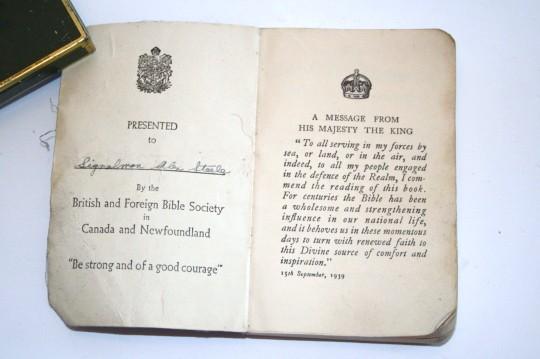 PRESENTED
to
Signalman Alex Steele
By the
British and Foreign Bible Society
in
Canada and Newfoundland
"Be strong and of a good courage"
A MESSAGE FROM
HIS MAJESTY THE KING
"To all serving in my forces by
sea, or land, or in the air, and
indeed, to all my people engaged
in the defence of the Realm, I com-
mend the reading of this book.
For centuries the Bible has been
a wholesome and strengthening
influence in our national life,
and it behoves us in these momentous
days to turn with renewed faith to
this Divine source of comfort and
inspiration."
15th September, 1939